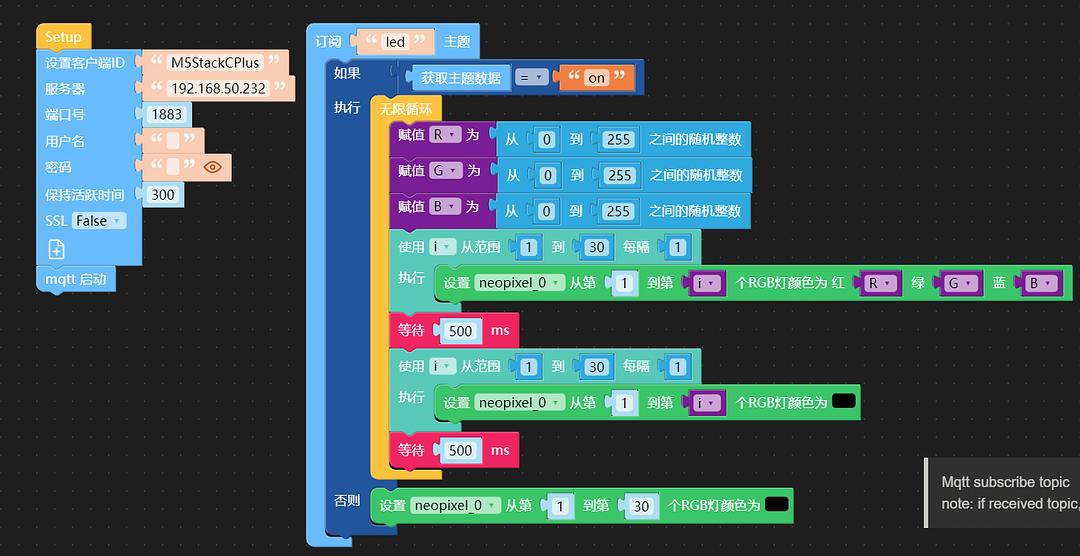 Setup
设置客户端ID “ M5StackCPlus ”
服务器 “ 192.168.50.232 ”
端口号 1883
用户名 “ ”
密码 “ ”
保持活跃时间 300
SSL False
mqtt 启动
订阅 “ led ” 主题
如果 获取主题数据 = “ on ”
执行 无限循环
赋值 R 为 从 0 到 255 之间的随机整数
赋值 G 为 从 0 到 255 之间的随机整数
赋值 B 为 从 0 到 255 之间的随机整数
使用 i 从范围 1 到 30 每隔 1
执行 设置 neopixel_0 从第 1 到第 i 个RGB灯颜色为 红 R 绿 G 蓝 B
等待 500 ms
使用 i 从范围 1 到 30 每隔 1
执行 设置 neopixel_0 从第 1 到第 i 个RGB灯颜色为
等待 500 ms
否则 设置 neopixel_0 从第 1 到第 30 个RGB灯颜色为
Mqtt subscribe topic
note: if received topic,